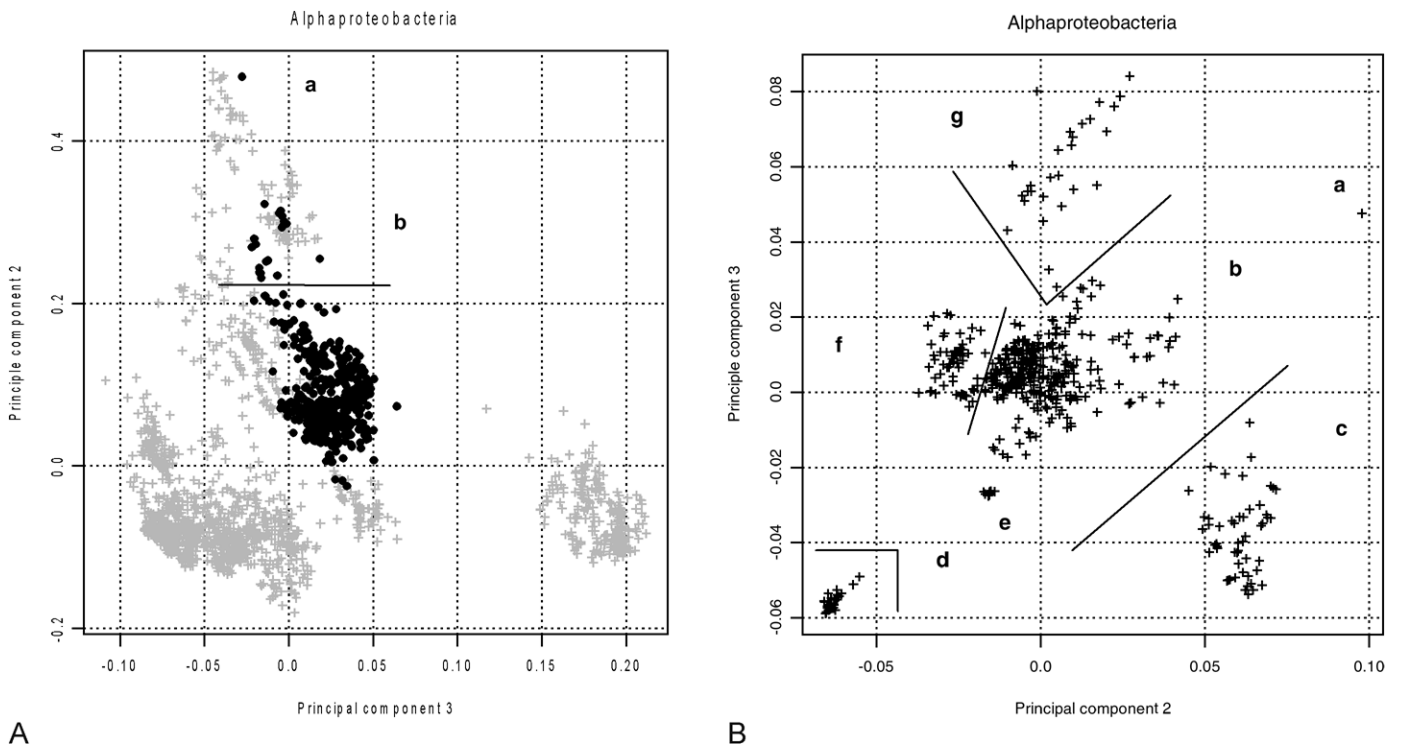 Alphaproteobacteria
a
b
0.4
0.2
0.0
-0.2
Principle component 2
-0.10 -0.05 0.0 0.05 0.10 0.15 0.20
Principal component 3
A
Alphaproteobacteria
g
a
b
f
c
e
d
0.08
0.06
0.04
0.02
0.0
-0.02
-0.04
-0.06
Principle component 3
-0.05 0.0 0.05 0.10
Principal component 2
B